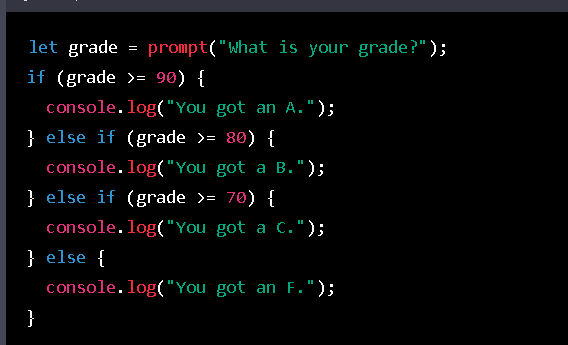 let grade = prompt("What is your grade?");
if (grade >= 90) {
  console.log("You got an A.");
} else if (grade >= 80) {
  console.log("You got a B.");
} else if (grade >= 70) {
  console.log("You got a C.");
} else {
  console.log("You got an F.");
}